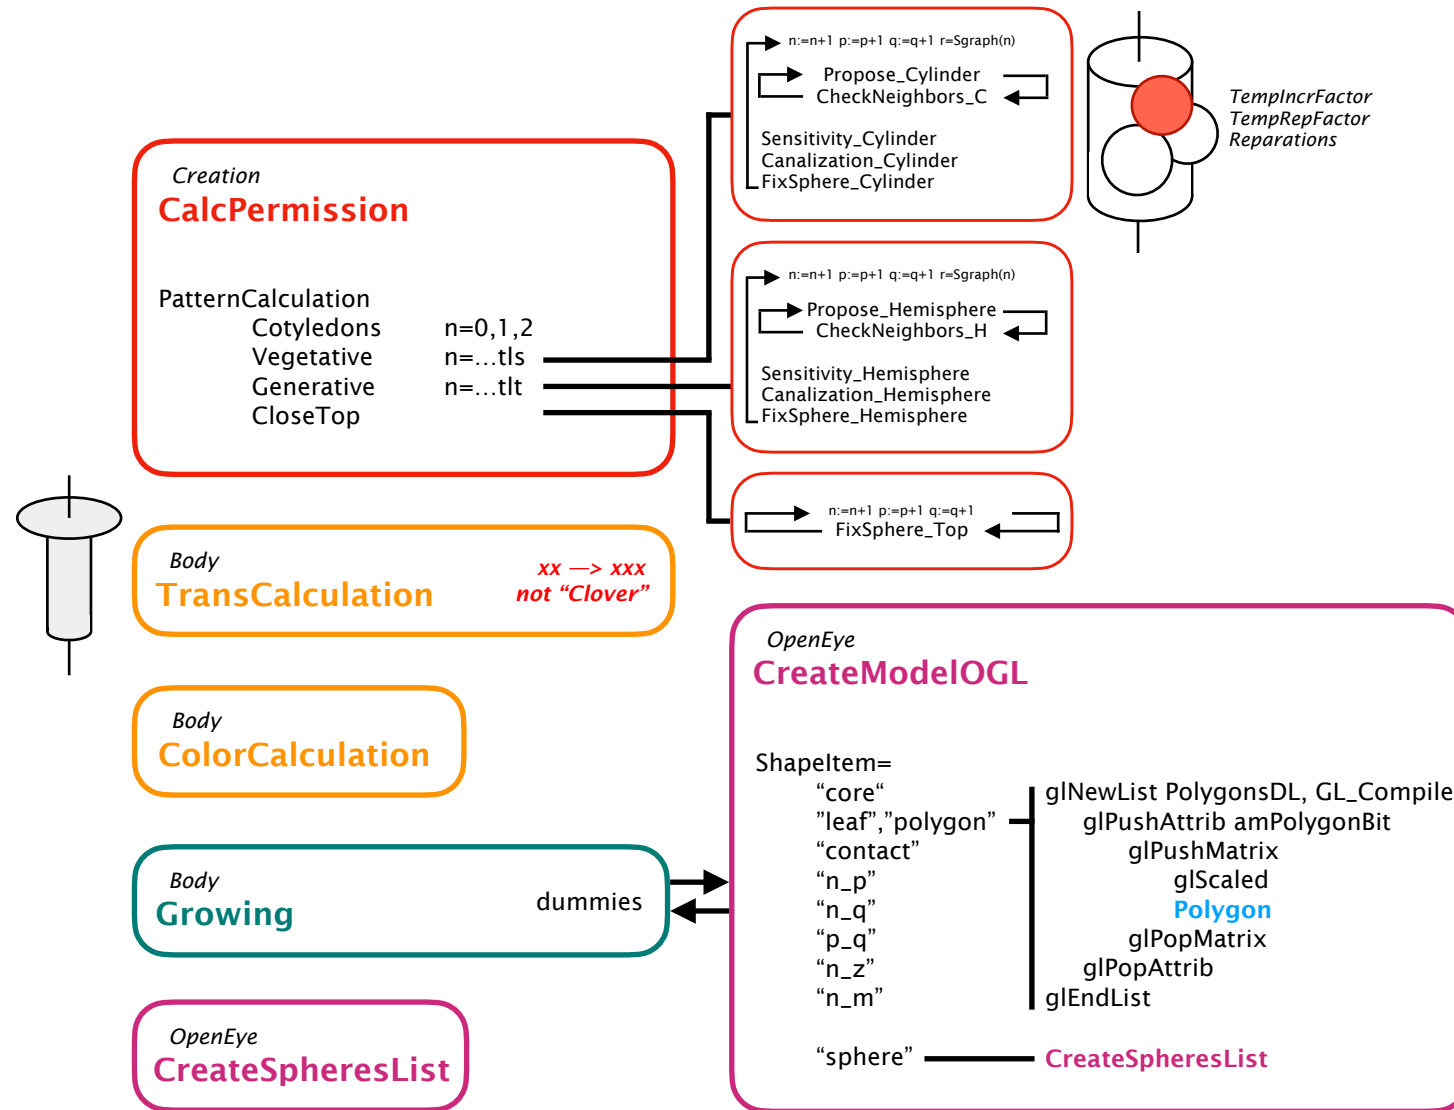 n:=n+1 p:=p+1 q:=q+1 r=Sgraph(n)
Propose_Cylinder
CheckNeighbors_C
Sensitivity_Cylinder
Canalization_Cylinder
FixSphere_Cylinder
TempIncrFactor
TempRepFactor
Reparations
Creation
CalcPermission
PatternCalculation
Cotyledons n=0,1,2
Vegetative n=...tls
Generative n=...tlt
CloseTop
n:=n+1 p:=p+1 q:=q+1 r=Sgraph(n)
Propose_Hemisphere
CheckNeighbors_H
Sensitivity_Hemisphere
Canalization_Hemisphere
FixSphere_Hemisphere
n:=n+1 p:=p+1 q:=q+1
FixSphere_Top
Body
TransCalculation
xx —> xxx
not “Clover”
Body
ColorCalculation
Body
Growing
dummies
OpenEye
CreateSpheresList
OpenEye
CreateModelOGL
ShapeItem=
“core“
”leaf”,”polygon”
“contact”
“n_p”
“n_q”
“p_q”
“n_z”
“n_m”
“sphere”
glNewList PolygonsDL, GL_Compile
glPushAttrib amPolygonBit
glPushMatrix
glScaled
Polygon
glPopMatrix
glPopAttrib
glEndList
CreateSpheresList